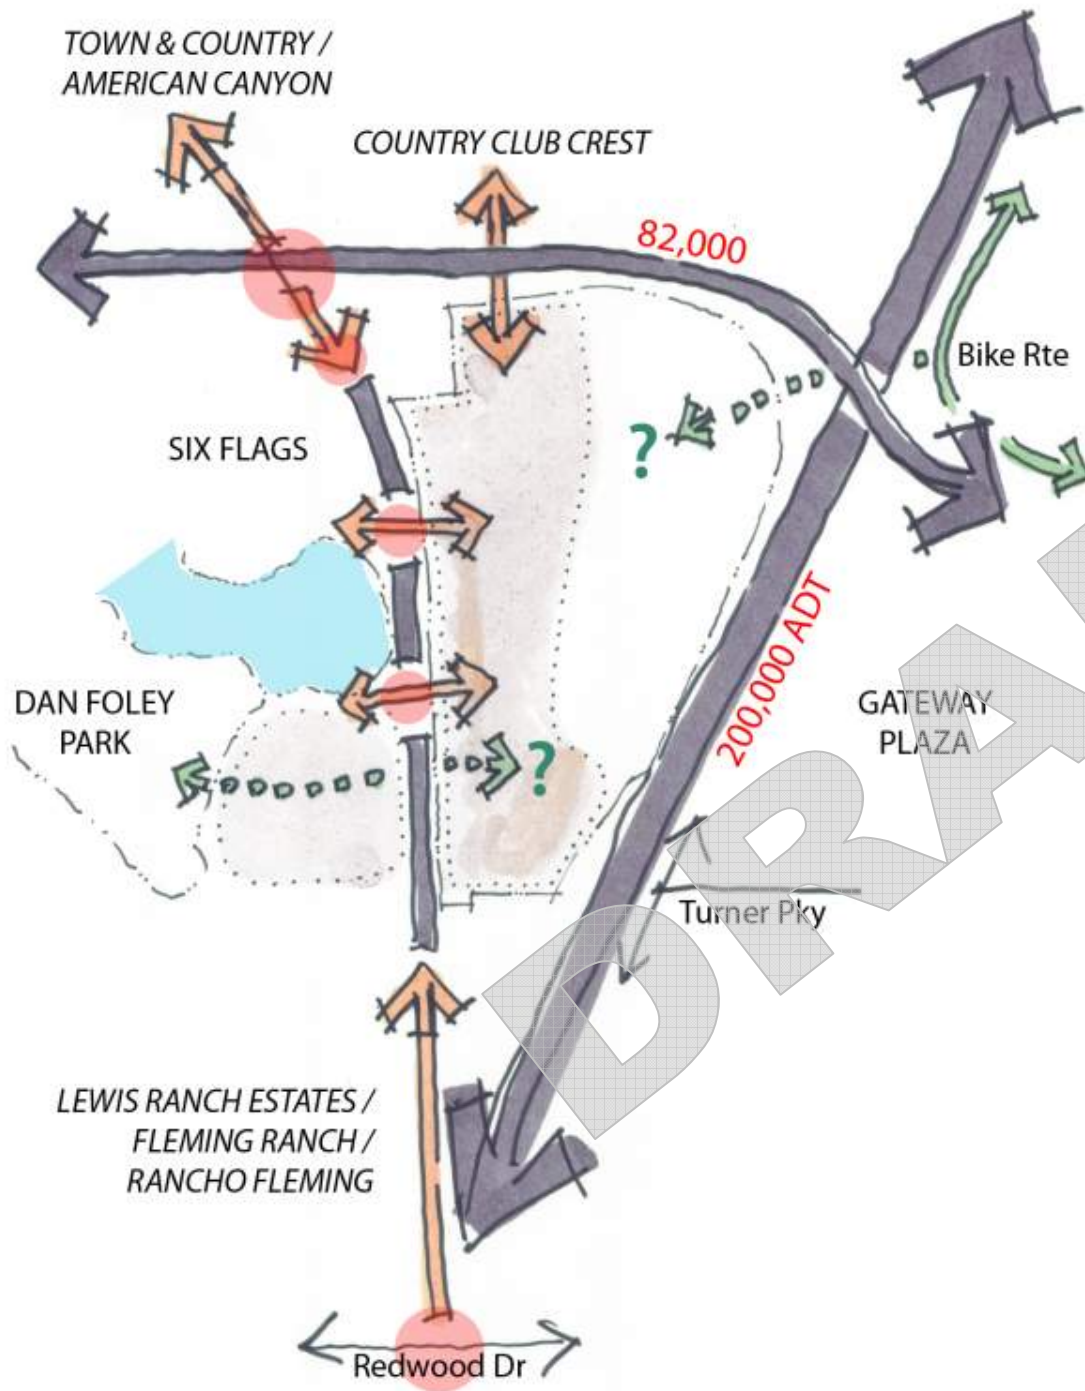 TOWN & COUNTRY /
AMERICAN CANYON
COUNTRY CLUB CREST
82,000
Bike Rte
?
SIX FLAGS
200,000 ADT
DAN FOLEY
PARK
GATEWAY
PLAZA
?
Turner Pky
LEWIS RANCH ESTATES /
FLEMING RANCH /
RANCHO FLEMING
Redwood Dr
DRA